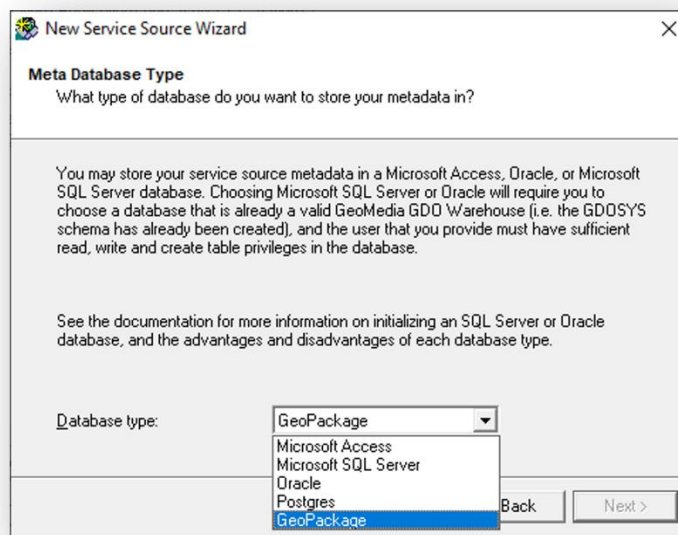 New Service Source Wizard
Meta Database Type
What type of database do you want to store your metadata in?
You may store your service source metadata in a Microsoft Access, Oracle, or Microsoft
SQL Server database. Choosing Microsoft SQL Server or Oracle will require you to
choose a database that is already a valid GeoMedia GDO Warehouse (i.e. the GDOSYS
schema has already been created), and the user that you provide must have sufficient
read, write and create table privileges in the database.
See the documentation for more information on initializing an SQL Server or Oracle
database, and the advantages and disadvantages of each database type.
Database type: GeoPackage
Microsoft Access
Microsoft SQL Server
Oracle
Postgres
GeoPackage
Back Next >